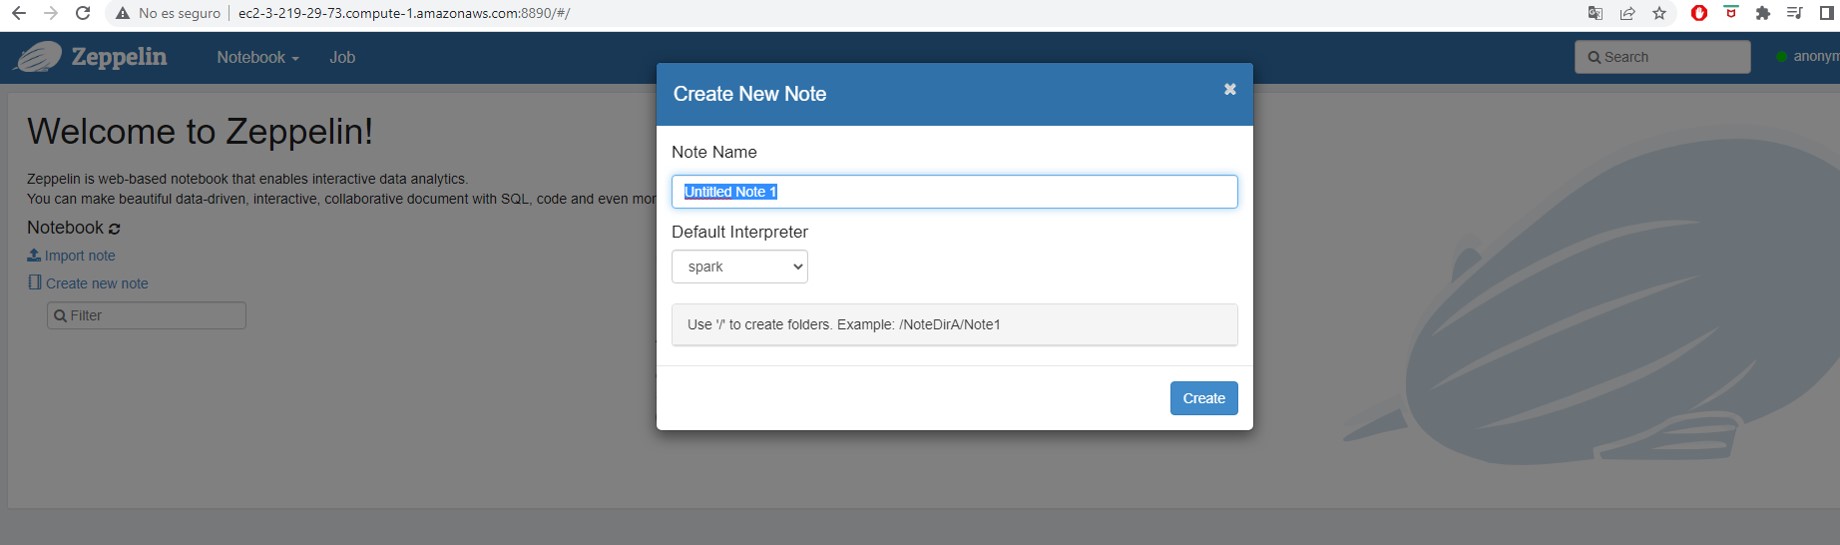 No es seguro ec2-3-219-29-73.compute-1.amazonaws.com:8890/#/
Zeppelin Notebook Job Search anonym
Create New Note
Welcome to Zeppelin!
Note Name
Zeppelin is web-based notebook that enables interactive data analytics.
Untitled Note 1
You can make beautiful data-driven, interactive, collaborative document with SQL, code and even mor
Notebook
Default Interpreter
Import note
spark
Create new note
Filter
Use '/' to create folders. Example: /NoteDirA/Note1
Create